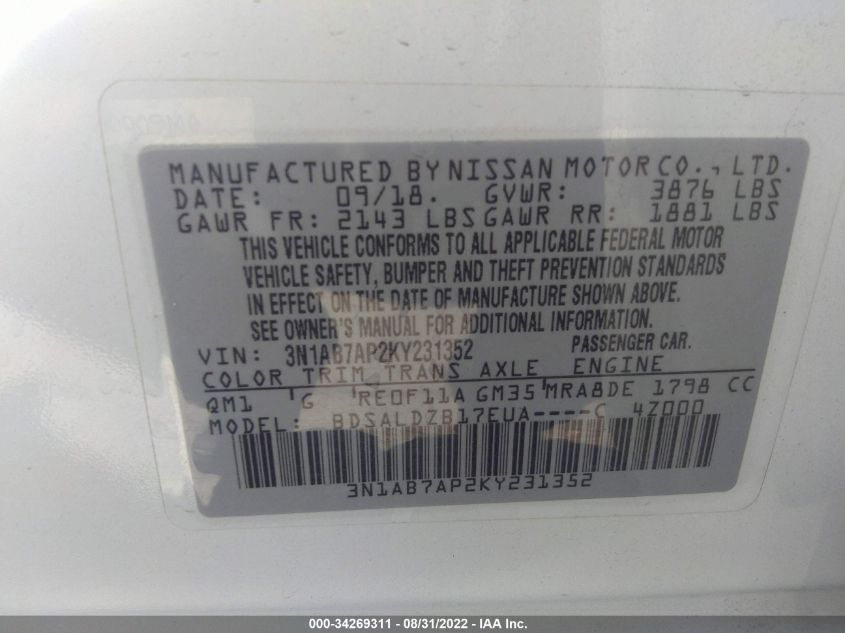 MANUFACTURED BY NISSAN MOTOR CO., LTD.
DATE: 09/18. GVWR: 3876 LBS
GAWR FR: 2143 LBS GAWR RR: 1881 LBS
THIS VEHICLE CONFORMS TO ALL APPLICABLE FEDERAL MOTOR
VEHICLE SAFETY, BUMPER AND THEFT PREVENTION STANDARDS
IN EFFECT ON THE DATE OF MANUFACTURE SHOWN ABOVE.
SEE OWNER'S MANUAL FOR ADDITIONAL INFORMATION.
VIN: 3N1AB7AP2KY231352 PASSENGER CAR.
COLOR TRIM TRANS AXLE ENGINE
QM1 'G 'RE0F11A GM35'MRA8DE 1798 CC
MODEL: BDSALDZB17EUA----C 4Z000
3N1AB7AP2KY231352
000-34269311 - 08/31/2022 - IAA Inc.